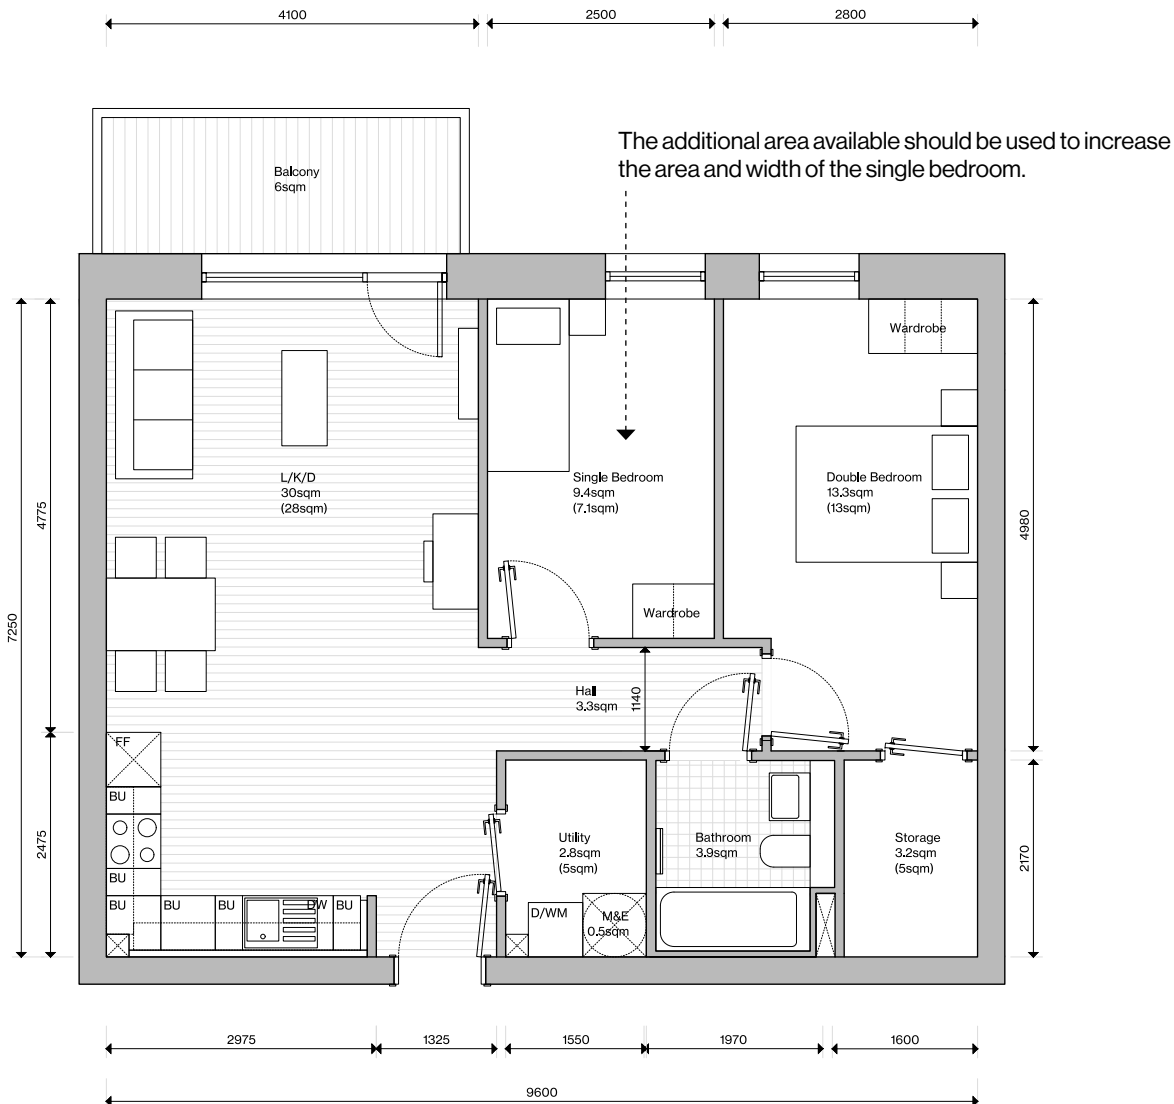 4100
2500
2800
The additional area available should be used to increase
the area and width of the single bedroom.
Balcony
6sqm
Wardrobe
L/K/D
30sqm
(28sqm)
Single Bedroom
9.4sqm
(7.1sqm)
Double Bedroom
13.3sqm
(13sqm)
4775
4980
7250
Wardrobe
Hall
3.3sqm
1140
FF
BU
2475
Utility
2.8sqm
(5sqm)
Bathroom
3.9sqm
Storage
3.2sqm
(5sqm)
2170
BU
BU
BU
BU
DW
BU
D/WM
M&E
0.5sqm
2975
1325
1550
1970
1600
9600